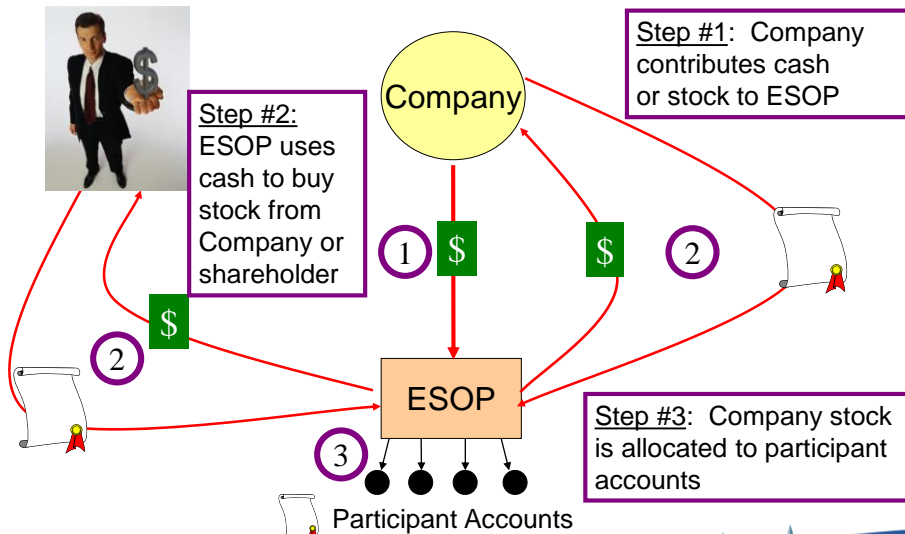 Step #1: Company
contributes cash
or stock to ESOP
Company
$
Step #2:
ESOP uses
cash to buy
stock from
Company or
shareholder
1
$
$
2
$
2
ESOP
Step #3: Company stock
is allocated to participant
accounts
3
Participant Accounts